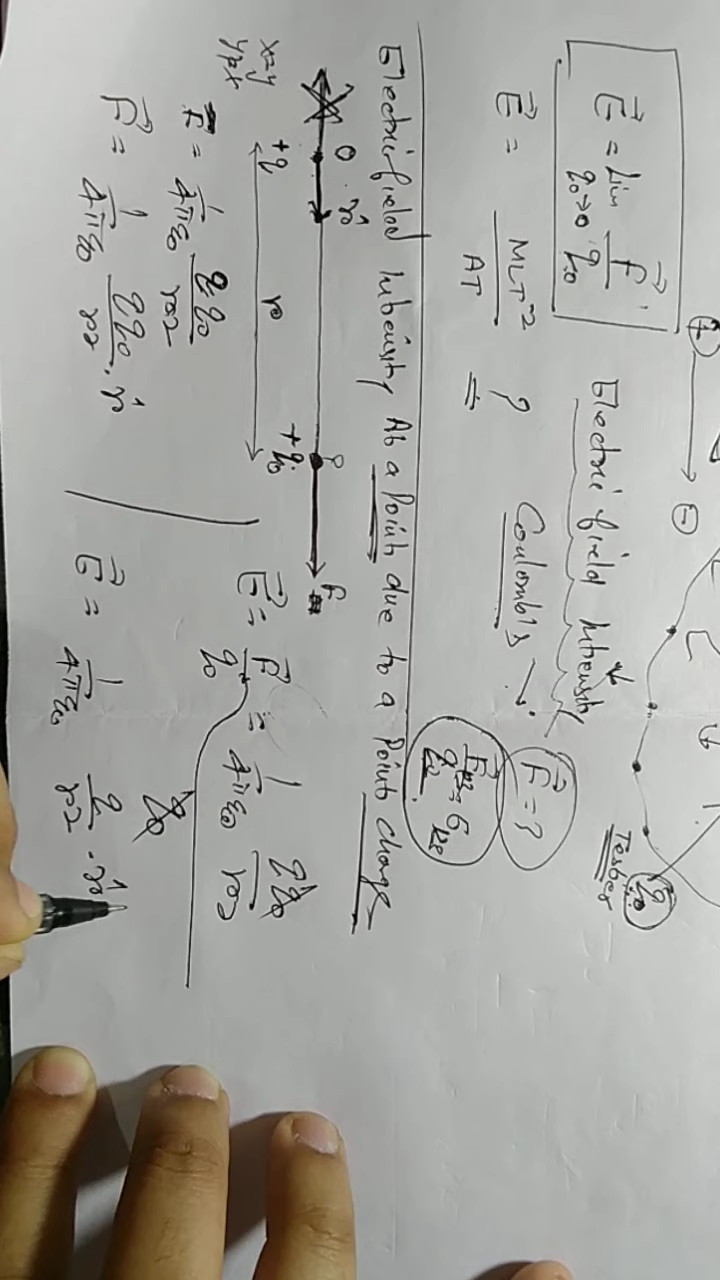 Electric field Intensity
E⃗ = Lim q₀→0 F⃗/q₀
Tester
q₀
E⃗ = MLT⁻²/AT = ?
Coulomb's
F⃗ = ?
Electric field Intensity At a Point due to a Point charge
O r̂ P F
+q r +q₀
x=y
F = 1/4πε₀ qq₀/r²
F⃗ = 1/4πε₀ qq₀/r² · r̂
E⃗ = F⃗/q₀ = 1/4πε₀ qq₀/r²
q₀
E⃗ = 1/4πε₀ q/r² · r̂